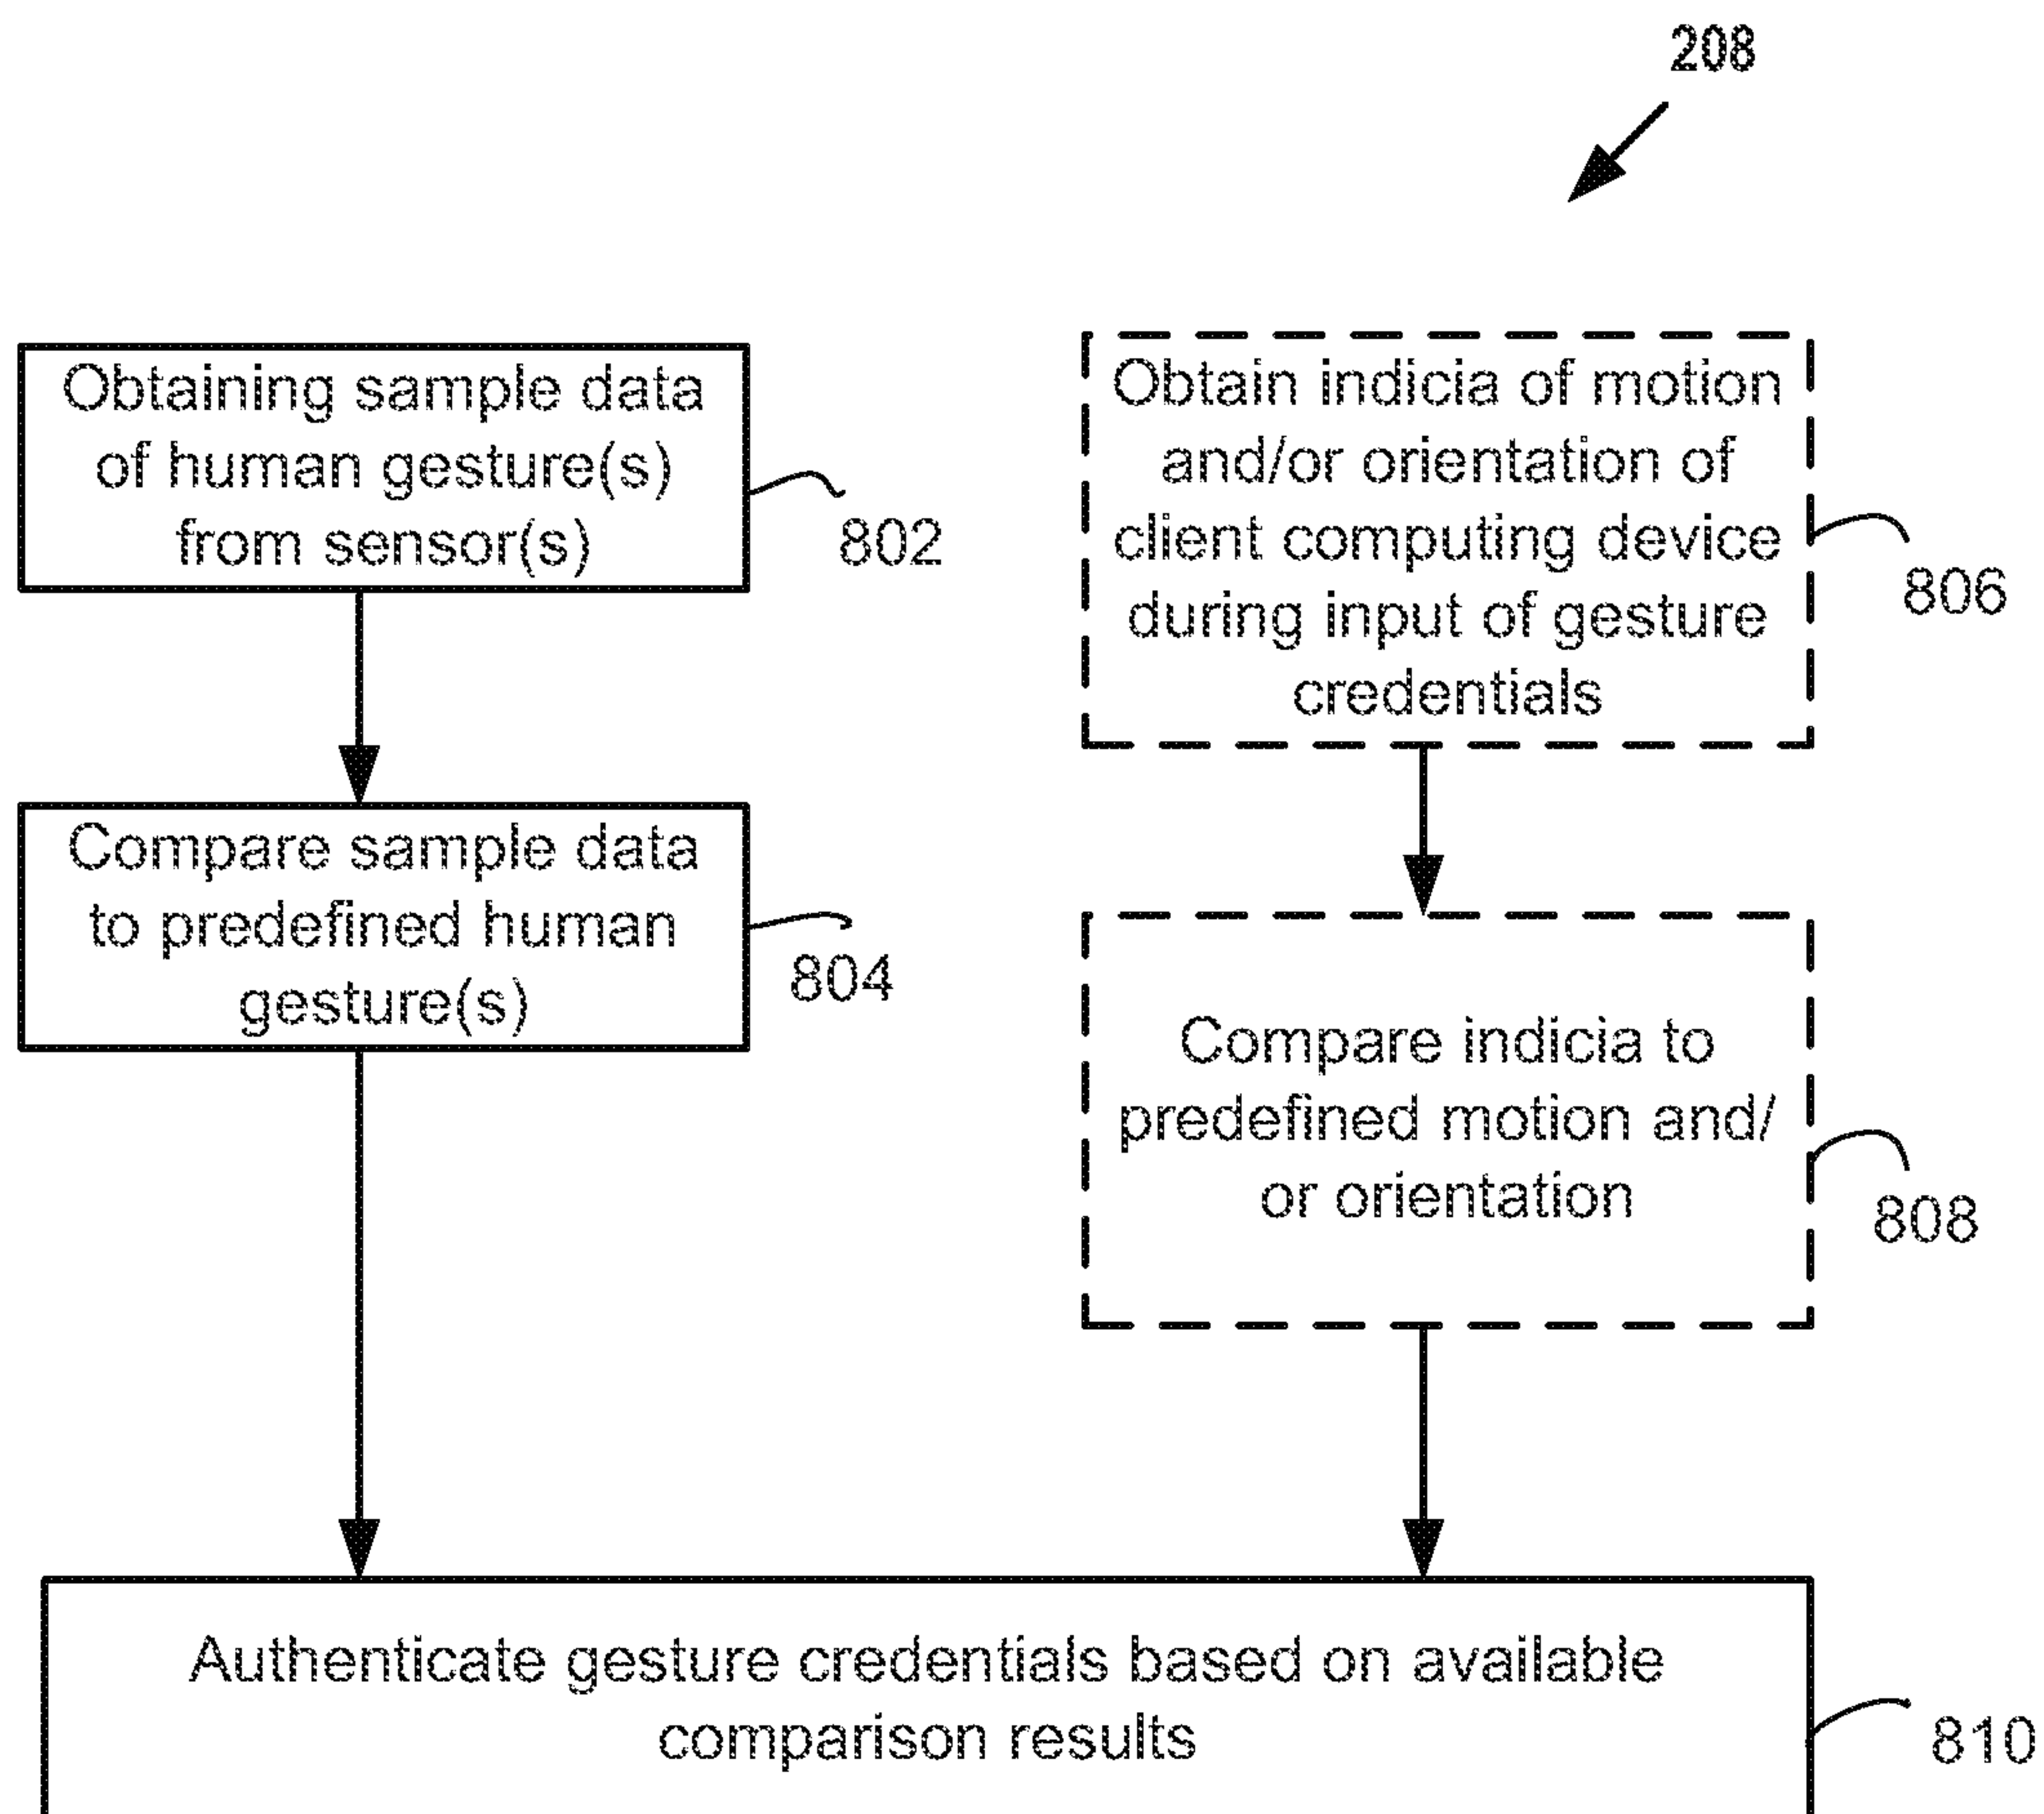 208
Obtaining sample data
of human gesture(s)
from sensor(s)
802
Compare sample data
to predefined human
gesture(s)
804
Obtain indicia of motion
and/or orientation of
client computing device
during input of gesture
credentials
806
Compare indicia to
predefined motion and/
or orientation
808
Authenticate gesture credentials based on available
comparison results
810